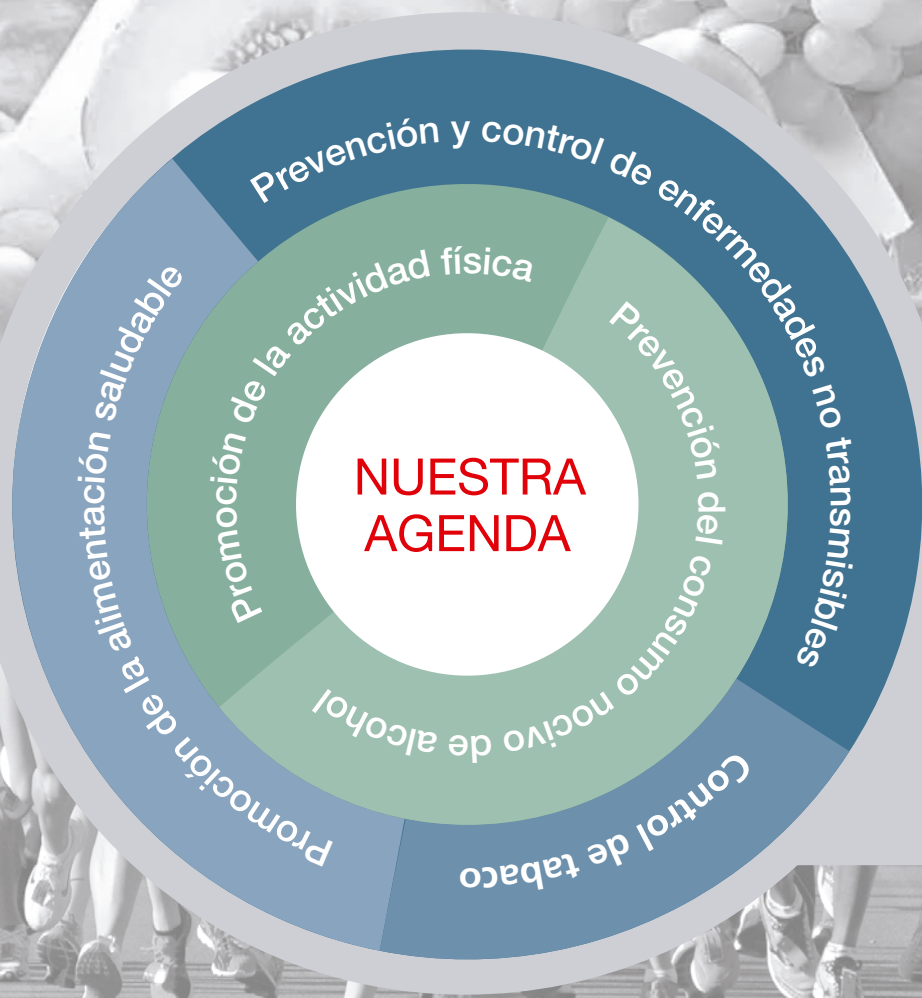 Prevención y control de enfermedades no transmisibles
Promoción de la actividad física
Prevención del consumo nocivo de alcohol
Promoción de la alimentación saludable
NUESTRA
AGENDA
Control de tabaco